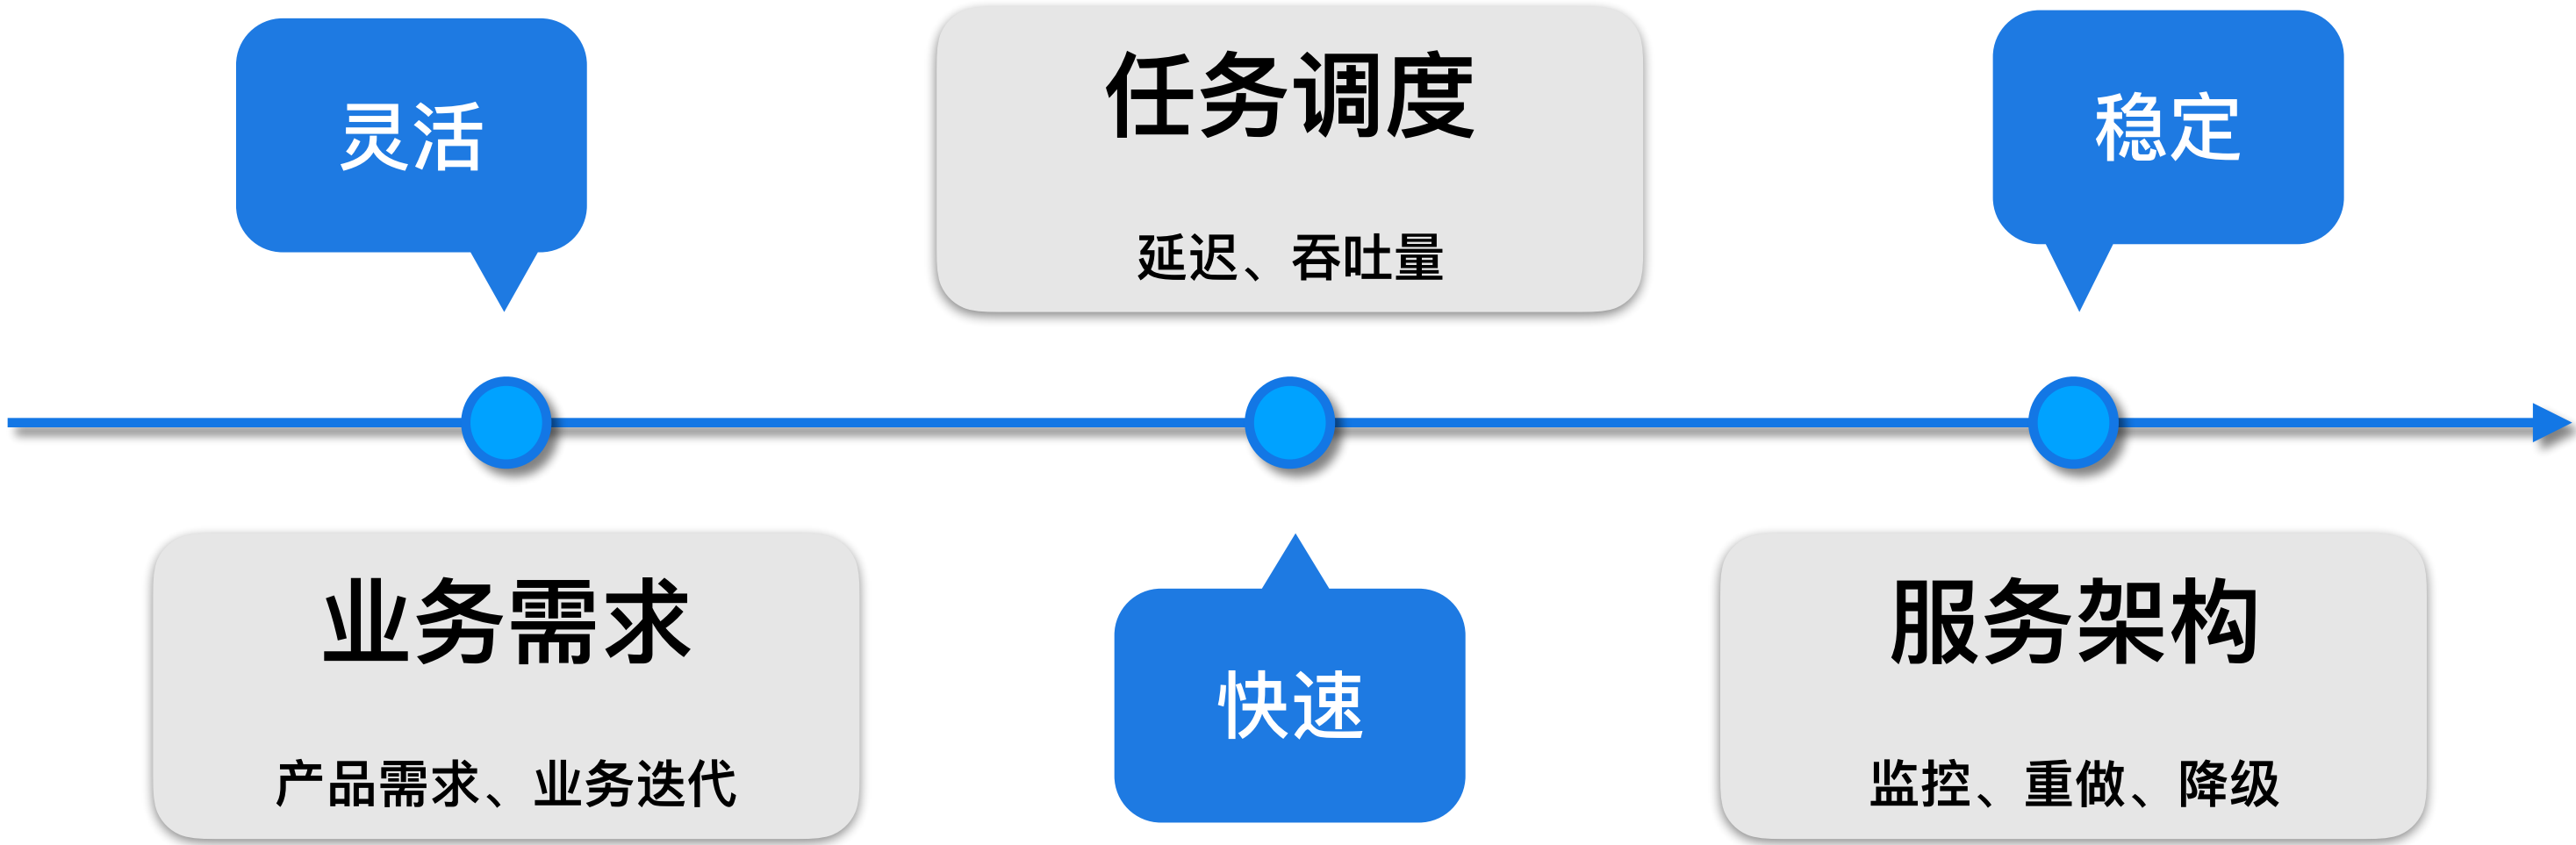 灵活
任务调度
延迟、吞吐量
稳定
业务需求
产品需求、业务迭代
快速
服务架构
监控、重做、降级